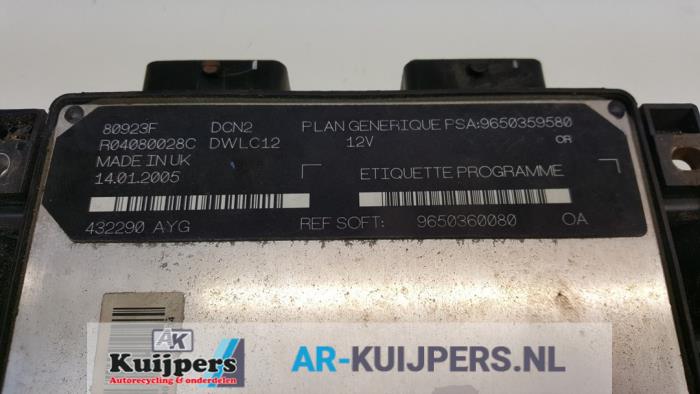 80923F DCN2 PLAN GENERIQUE PSA:9650359580
R04080028C DWLC12 12V OR
MADE IN UK
14.01.2005 ETIQUETTE PROGRAMME
432290 AYG REF SOFT: 9650360080 0A
AK
Kuijpers
Autorecycling & onderdelen
AR-KUIJPERS.NL